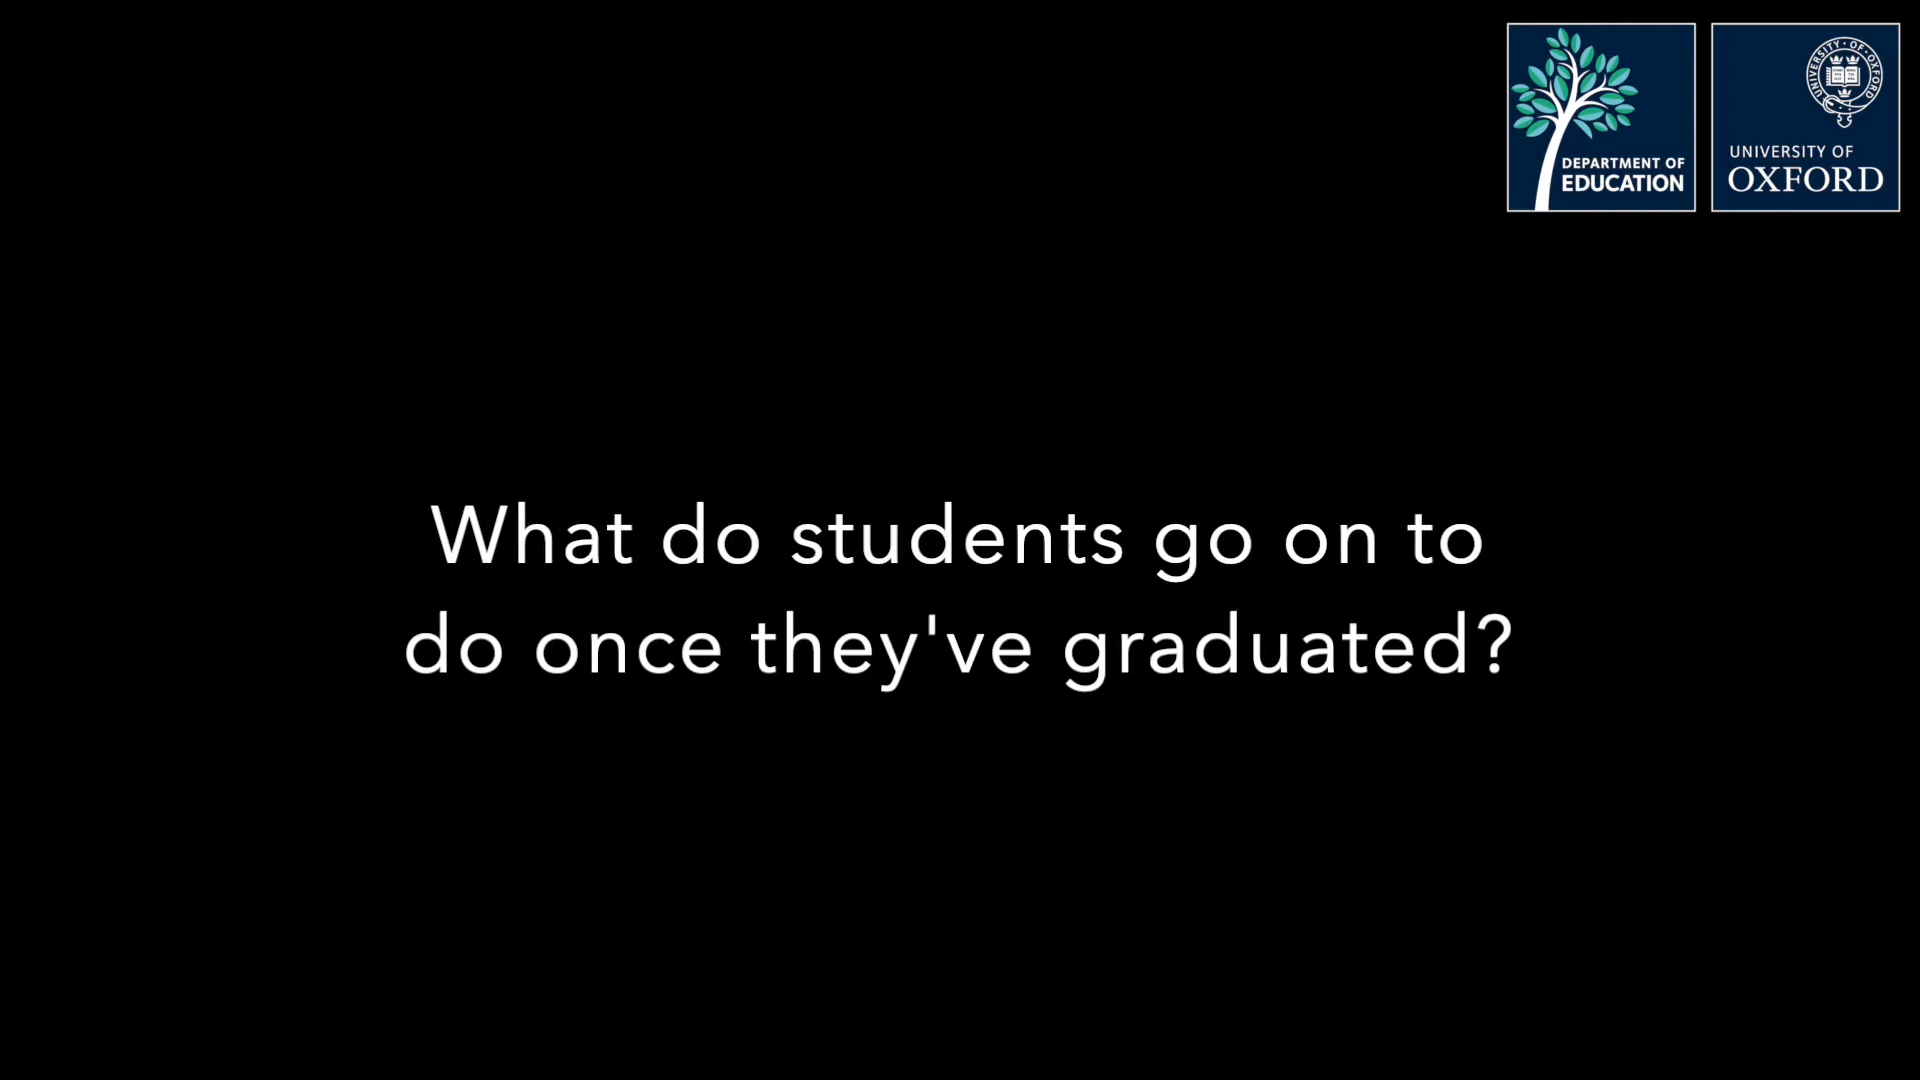 DEPARTMENT OF
EDUCATION
UNIVERSITY OF
OXFORD
What do students go on to
do once they've graduated?